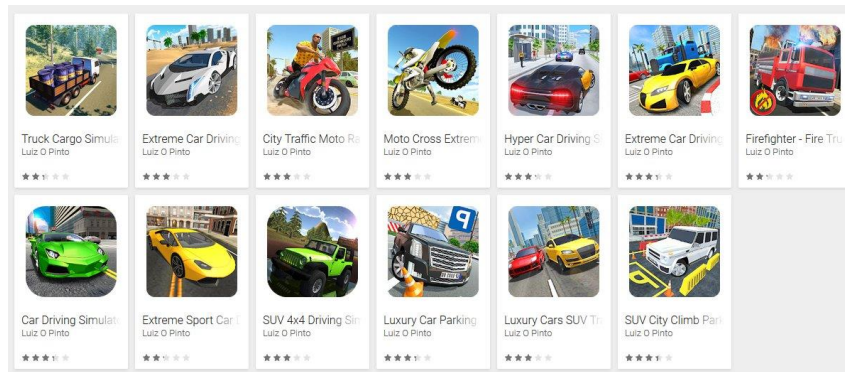 Truck Cargo Simula
Luiz O Pinto
Extreme Car Driving
Luiz O Pinto
City Traffic Moto Ra
Luiz O Pinto
Moto Cross Extrem
Luiz O Pinto
Hyper Car Driving S
Luiz O Pinto
Extreme Car Driving
Luiz O Pinto
Firefighter - Fire Tru
Luiz O Pinto
Car Driving Simulat
Luiz O Pinto
Extreme Sport Car
Luiz O Pinto
SUV 4x4 Driving Sim
Luiz O Pinto
P
Luxury Car Parking
Luiz O Pinto
Luxury Cars SUV Tr
Luiz O Pinto
SUV City Climb Park
Luiz O Pinto